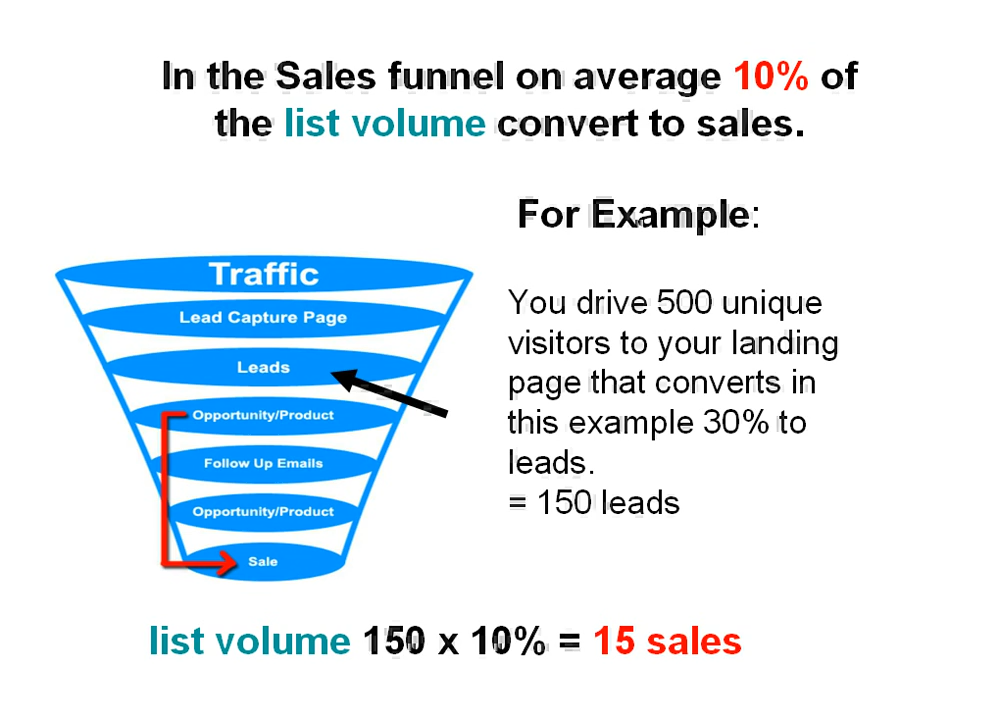 In the Sales funnel on average 10% of
the list volume convert to sales.
For Example:
Traffic
Lead Capture Page
Leads
Opportunity/Product
Follow Up Emails
Opportunity/Product
Sale
You drive 500 unique
visitors to your landing
page that converts in
this example 30% to
leads.
= 150 leads
list volume 150 x 10% = 15 sales